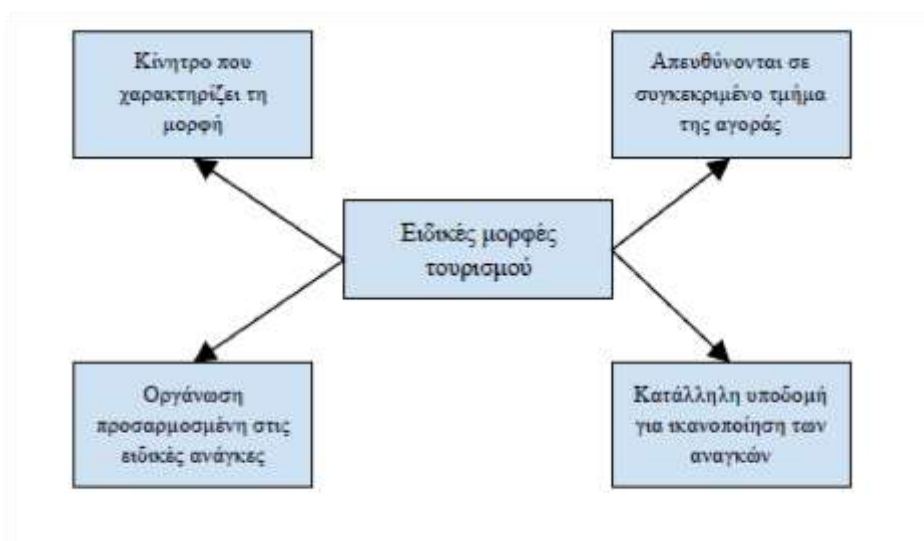 Κίνητρο που
χαρακτηρίζει τη
μορφή
Απευθύνονται σε
συγκεκριμένο τμήμα
της αγοράς
Ειδικές μορφές
τουρισμού
Οργάνωση
προσαρμοσμένη στις
ειδικές ανάγκες
Κατάλληλη υποδομή
για ικανοποίηση των
αναγκών